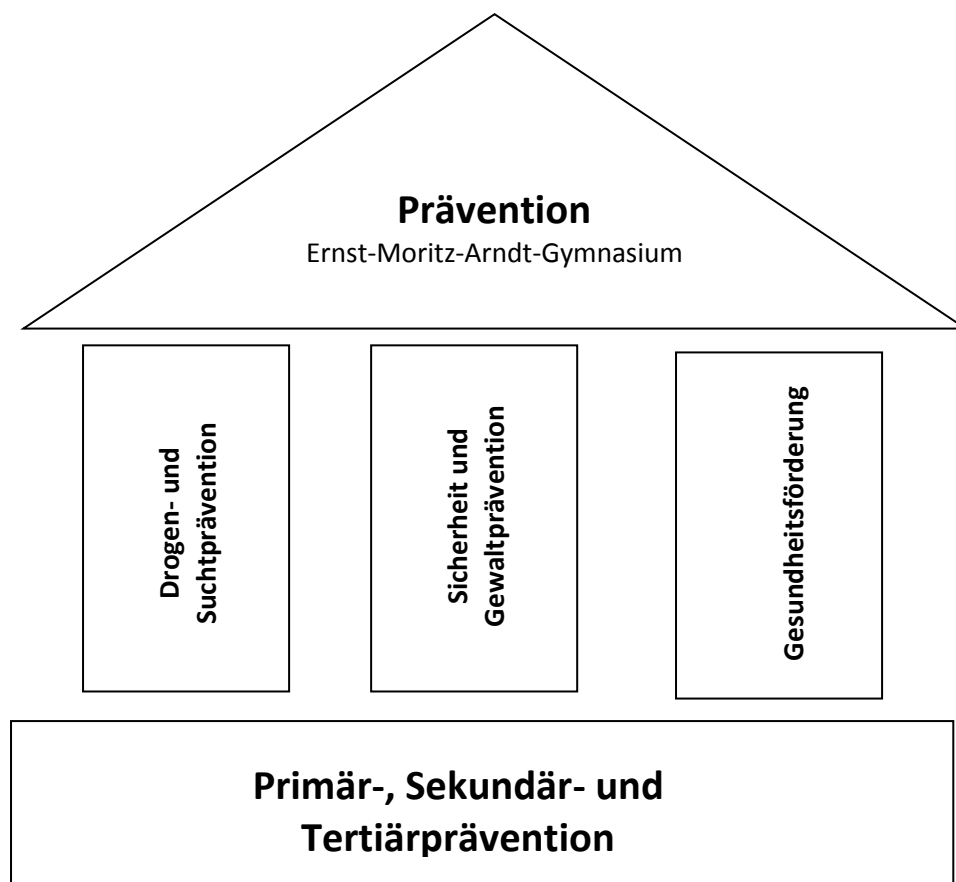 Prävention
Ernst-Moritz-Arndt-Gymnasium
Drogen- und
Suchtprävention
Sicherheit und
Gewaltprävention
Gesundheitsförderung
Primär-, Sekundär- und
Tertiärprävention